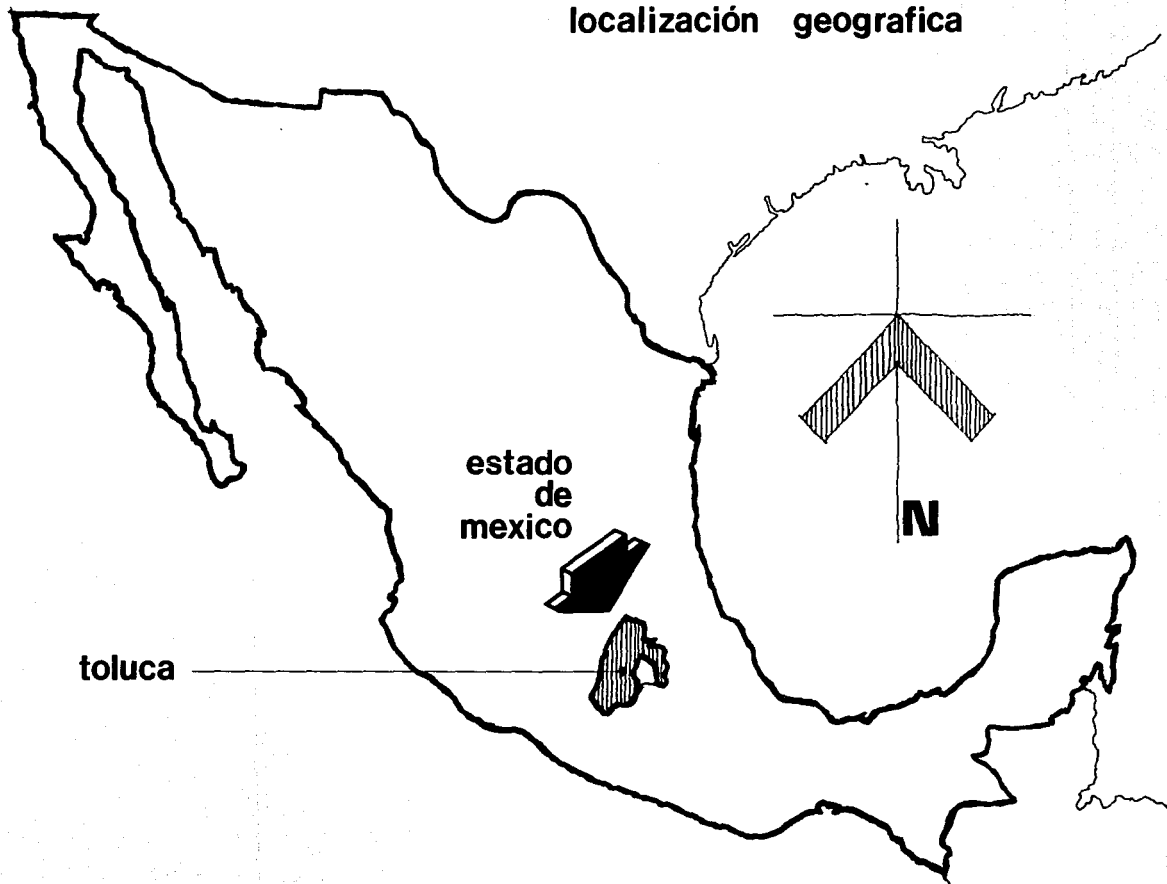 localización geografica
estado
de
mexico
N
toluca